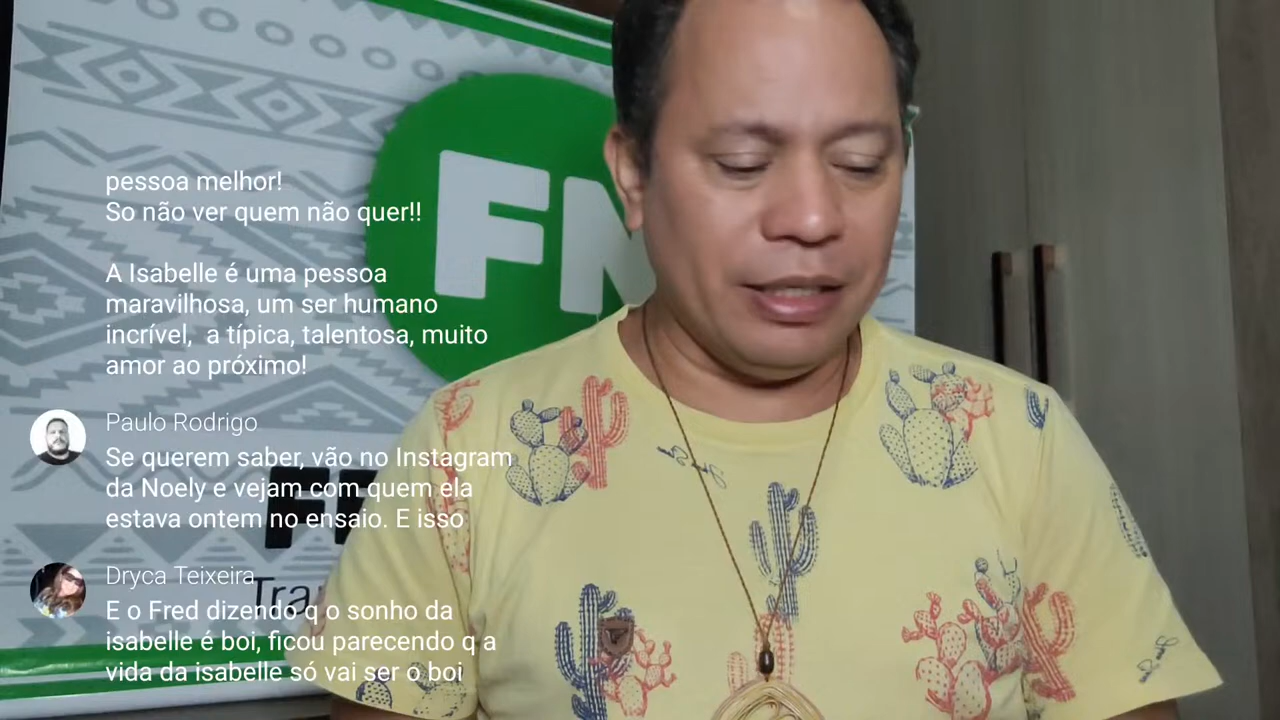 pessoa melhor!
So não ver quem não quer!!
A Isabelle é uma pessoa
maravilhosa, um ser humano
incrível,  a típica, talentosa, muito
amor ao próximo!
Paulo Rodrigo
Se querem saber, vão no Instagram
da Noely e vejam com quem ela
estava ontem no ensaio. E isso
Dryca Teixeira
E o Fred dizendo q o sonho da
isabelle é boi, ficou parecendo q a
vida da isabelle só vai ser o boi
FN